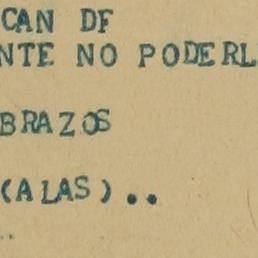 CAN DF
NTE NO PODERL
BRAZOS
(ALAS)..
..